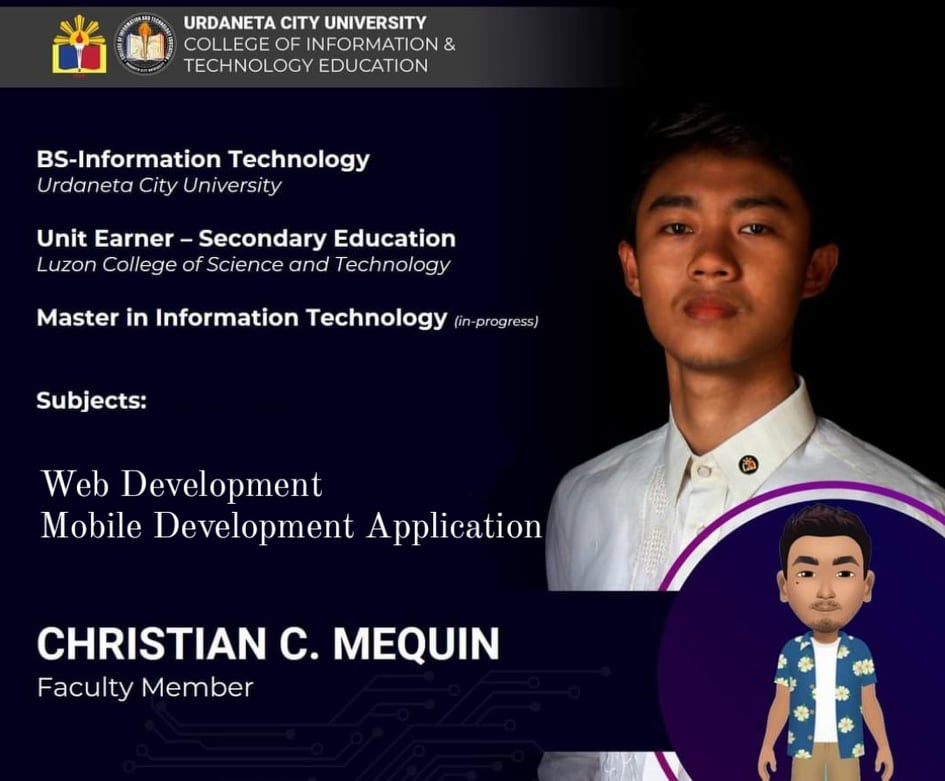 URDANETA CITY UNIVERSITY
COLLEGE OF INFORMATION &
TECHNOLOGY EDUCATION
BS-Information Technology
Urdaneta City University
Unit Earner – Secondary Education
Luzon College of Science and Technology
Master in Information Technology (in-progress)
Subjects:
Web Development
Mobile Development Application
CHRISTIAN C. MEQUIN
Faculty Member